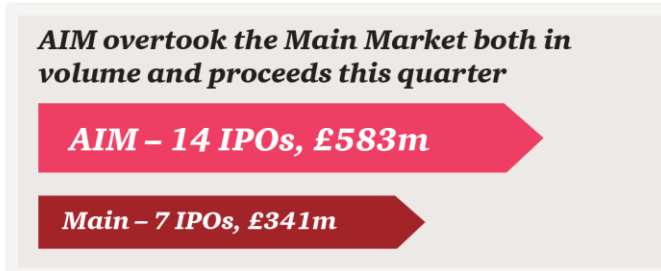 AIM overtook the Main Market both in
volume and proceeds this quarter
AIM – 14 IPOs, £583m
Main – 7 IPOs, £341m